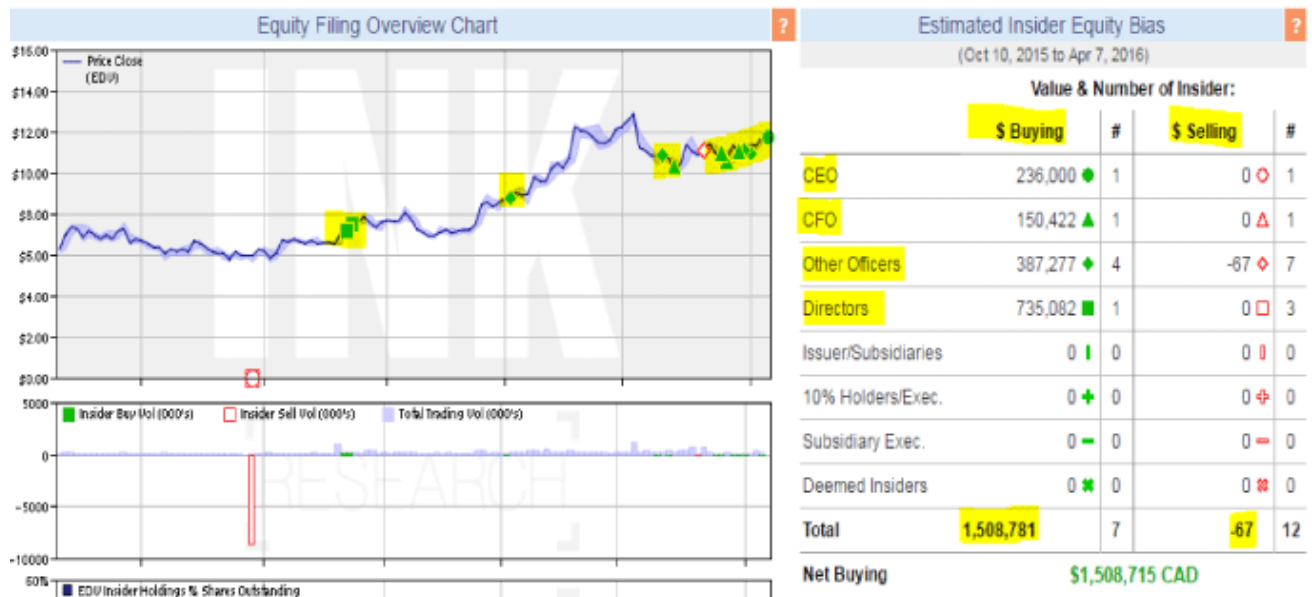 Equity Filing Overview Chart ?
Price Close
(EDV)
$16.00
$14.00
$12.00
$10.00
$8.00
$6.00
$4.00
$2.00
$0.00
INK
5000
Insider Buy Vol (000's) Insider Sell Vol (000's) Total Trading Vol (000's)
0
RESEARCH
-5000
-10000
60%
EDV Insider Holdings % Shares Outstanding
Estimated Insider Equity Bias ?
(Oct 10, 2015 to Apr 7, 2016)
Value & Number of Insider:
$ Buying # $ Selling #
CEO 236,000 1 0 1
CFO 150,422 1 0 1
Other Officers 387,277 4 -67 7
Directors 735,082 1 0 3
Issuer/Subsidiaries 0 0 0 0
10% Holders/Exec. 0 0 0 0
Subsidiary Exec. 0 0 0 0
Deemed Insiders 0 0 0 0
Total 1,508,781 7 -67 12
Net Buying $1,508,715 CAD